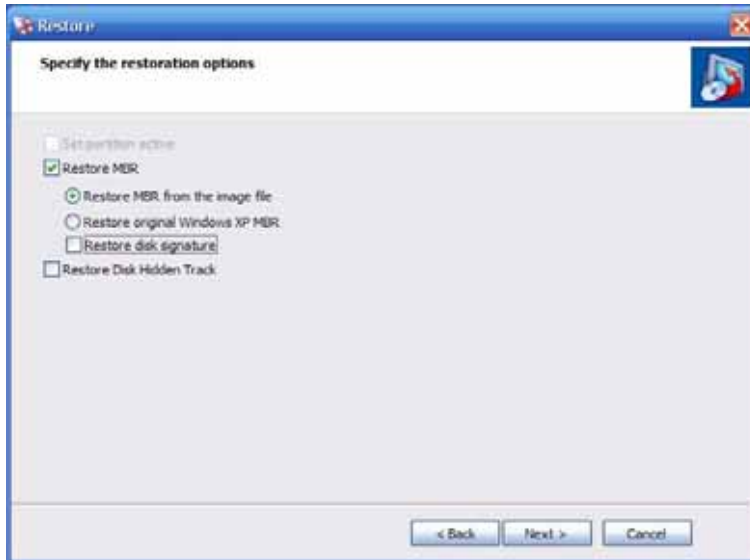 Restore
Specify the restoration options
Set partition active
Restore MBR
Restore MBR from the image file
Restore original Windows XP MBR
Restore disk signature
Restore Disk Hidden Track
< Back
Next >
Cancel